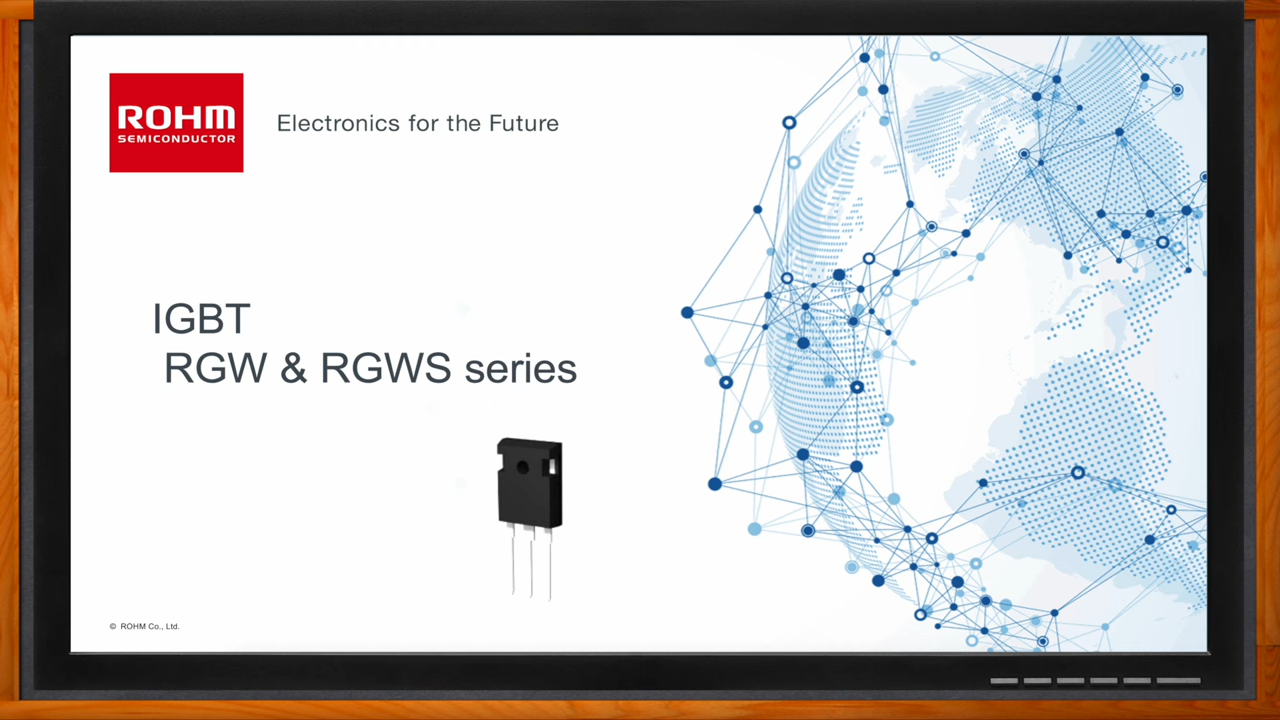 ROHM
SEMICONDUCTOR
Electronics for the Future
IGBT
RGW & RGWS series
© ROHM Co., Ltd.